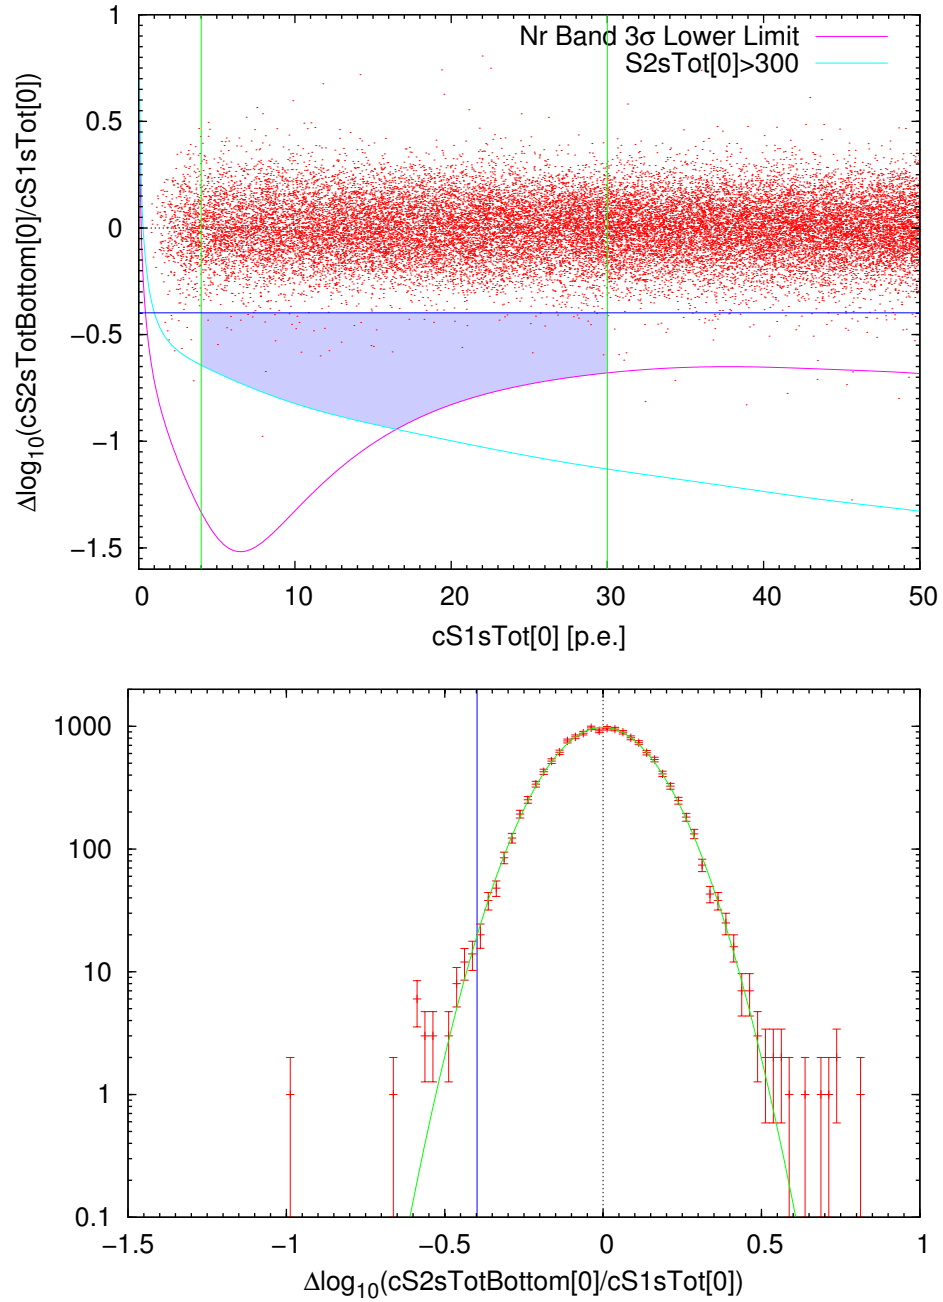 Nr Band 3σ Lower Limit
S2sTot[0]>300
Δlog10(cS2sTotBottom[0]/cS1sTot[0])
1
0.5
0
−0.5
−1
−1.5
0 10 20 30 40 50
cS1sTot[0] [p.e.]
1000
100
10
1
0.1
−1.5 −1 −0.5 0 0.5 1
Δlog10(cS2sTotBottom[0]/cS1sTot[0])